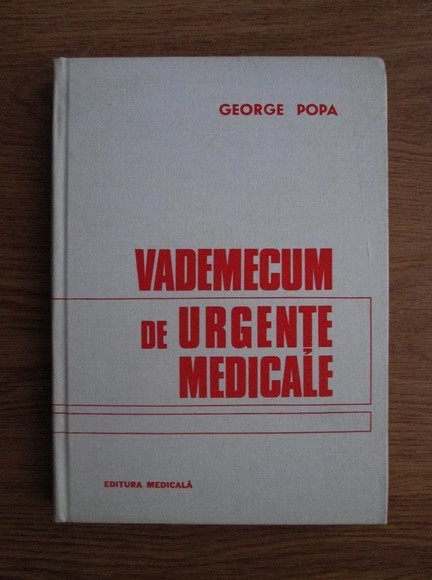 GEORGE POPA
VADEMECUM
DE URGENȚE
MEDICALE
EDITURA MEDICALĂ